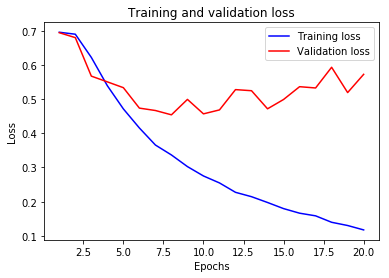 Training and validation loss
Training loss
Validation loss
0.7
0.6
0.5
0.4
0.3
0.2
0.1
Loss
2.5 5.0 7.5 10.0 12.5 15.0 17.5 20.0
Epochs